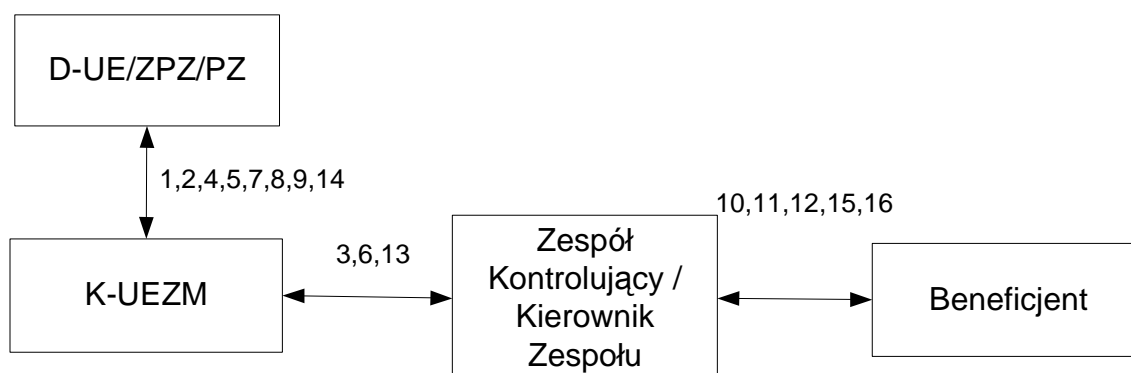 D-UE/ZPZ/PZ
1,2,4,5,7,8,9,14
10,11,12,15,16
K-UEZM
3,6,13
Zespół
Kontrolujący /
Kierownik
Zespołu
Beneficjent